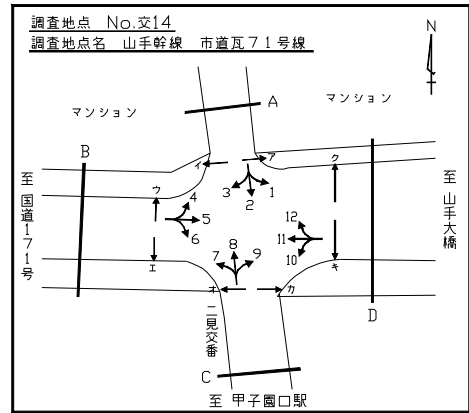 調査地点 No.交14
調査地点名 山手幹線 市道瓦71号線
N
マンション
A
マンション
B
イ
ア
ク
至 国道171号
ウ
4
3
2
1
至 山手大橋
5
12
11
6
7
8
9
10
エ
オ
カ
キ
二見交番
D
C
至 甲子園口駅